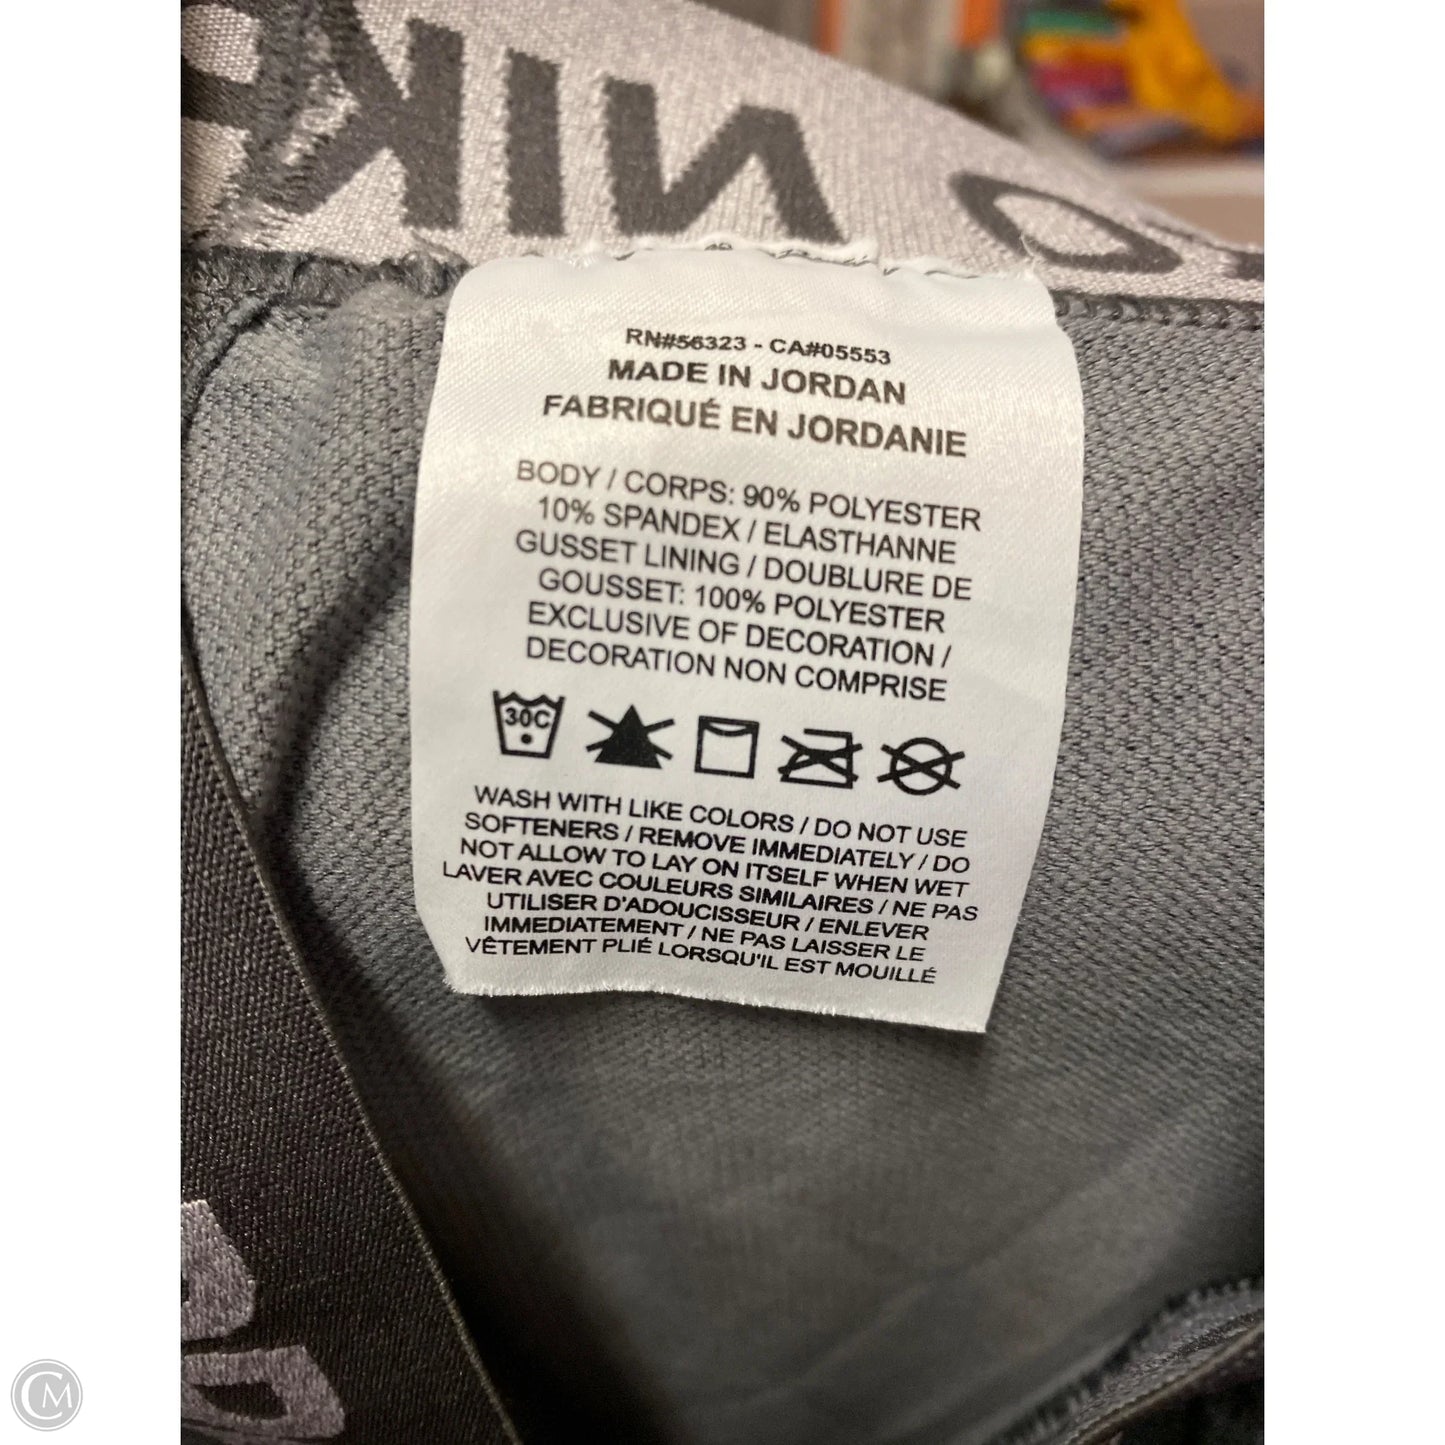 NIK
RN#56323 - CA#05553
MADE IN JORDAN
FABRIQUÉ EN JORDANIE
BODY / CORPS: 90% POLYESTER
10% SPANDEX / ELASTHANNE
GUSSET LINING / DOUBLURE DE
GOUSSET: 100% POLYESTER
EXCLUSIVE OF DECORATION /
DECORATION NON COMPRISE
30C
WASH WITH LIKE COLORS / DO NOT USE
SOFTENERS / REMOVE IMMEDIATELY / DO
NOT ALLOW TO LAY ON ITSELF WHEN WET
LAVER AVEC COULEURS SIMILAIRES / NE PAS
UTILISER D'ADOUCISSEUR / ENLEVER
IMMEDIATEMENT / NE PAS LAISSER LE
VÊTEMENT PLIÉ LORSQU'IL EST MOUILLÉ
CM